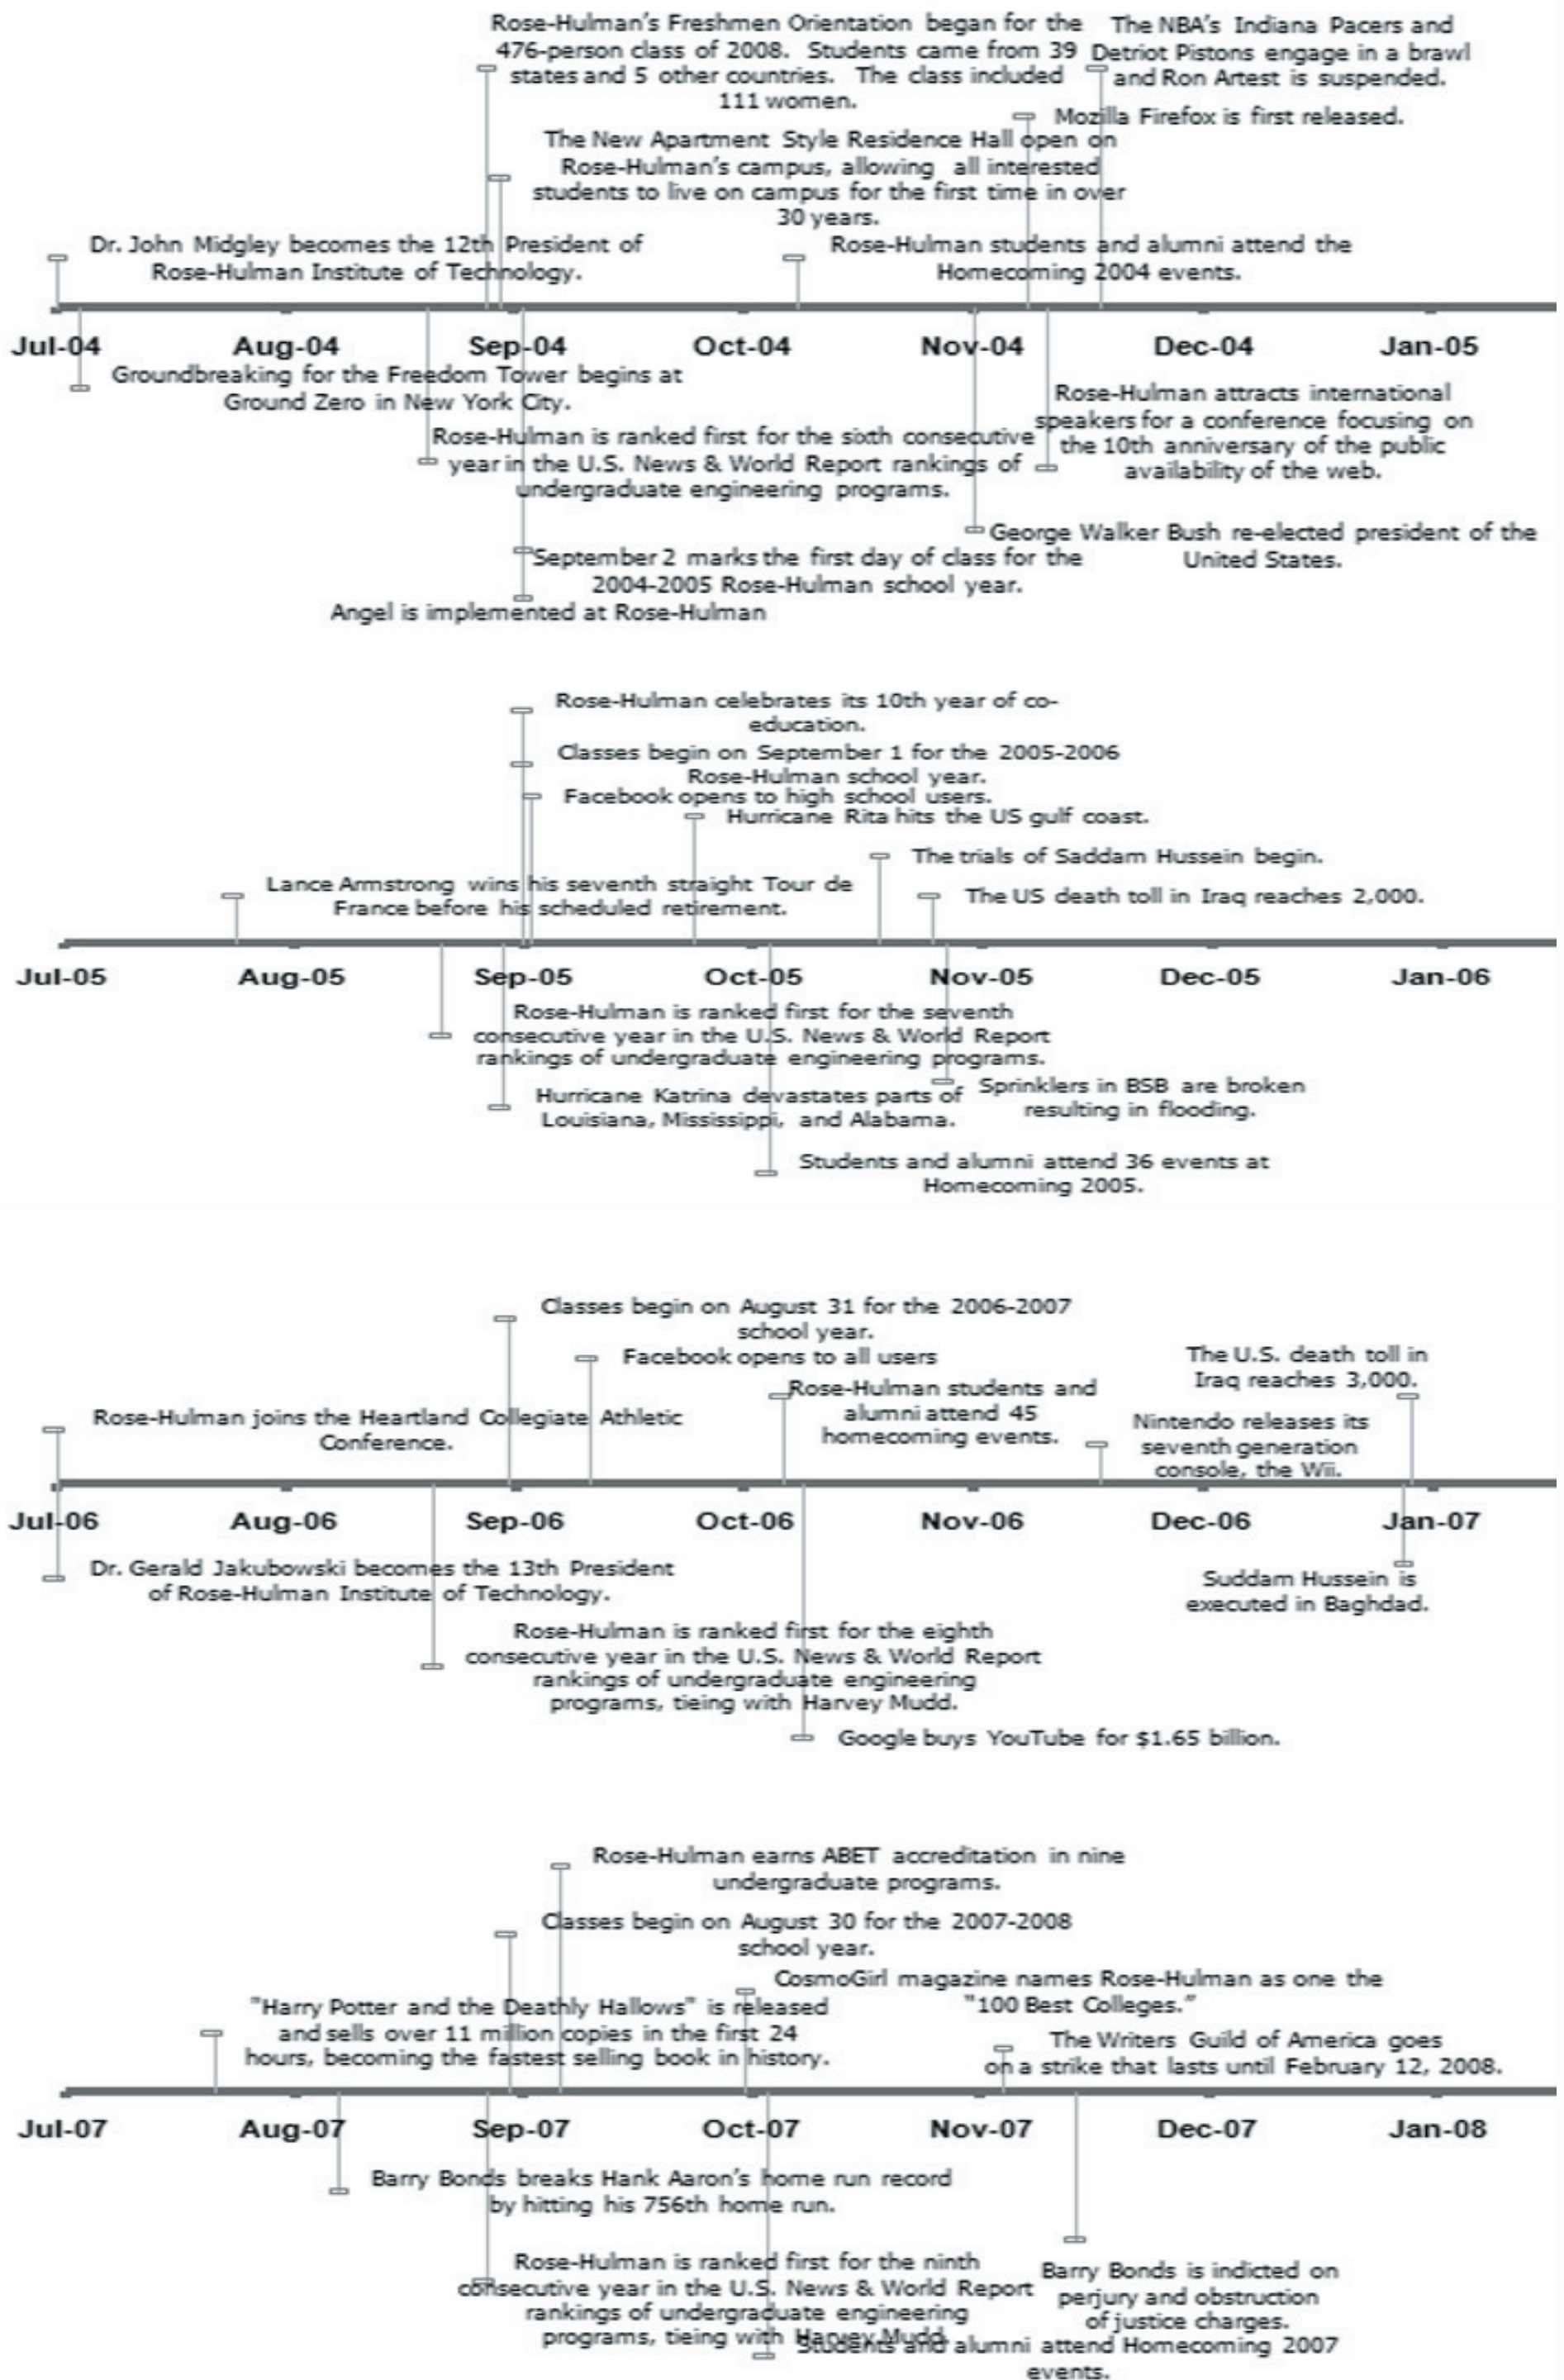 Rose-Hulman's Freshmen Orientation began for the
476-person class of 2008. Students came from 39
states and 5 other countries. The class included
111 women.
The NBA's Indiana Pacers and
Detriot Pistons engage in a brawl
and Ron Artest is suspended.
Mozilla Firefox is first released.
The New Apartment Style Residence Hall open on
Rose-Hulman's campus, allowing all interested
students to live on campus for the first time in over
30 years.
Dr. John Midgley becomes the 12th President of
Rose-Hulman Institute of Technology.
Rose-Hulman students and alumni attend the
Homecoming 2004 events.
Jul-04 Aug-04 Sep-04 Oct-04 Nov-04 Dec-04 Jan-05
Groundbreaking for the Freedom Tower begins at
Ground Zero in New York City.
Rose-Hulman is ranked first for the sixth consecutive
year in the U.S. News & World Report rankings of
undergraduate engineering programs.
Rose-Hulman attracts international
speakers for a conference focusing on
the 10th anniversary of the public
availability of the web.
George Walker Bush re-elected president of the
United States.
September 2 marks the first day of class for the
2004-2005 Rose-Hulman school year.
Angel is implemented at Rose-Hulman
Rose-Hulman celebrates its 10th year of co-
education.
Classes begin on September 1 for the 2005-2006
Rose-Hulman school year.
Facebook opens to high school users.
Hurricane Rita hits the US gulf coast.
The trials of Saddam Hussein begin.
Lance Armstrong wins his seventh straight Tour de
France before his scheduled retirement.
The US death toll in Iraq reaches 2,000.
Jul-05 Aug-05 Sep-05 Oct-05 Nov-05 Dec-05 Jan-06
Rose-Hulman is ranked first for the seventh
consecutive year in the U.S. News & World Report
rankings of undergraduate engineering programs.
Hurricane Katrina devastates parts of
Louisiana, Mississippi, and Alabama.
Sprinklers in BSB are broken
resulting in flooding.
Students and alumni attend 36 events at
Homecoming 2005.
Classes begin on August 31 for the 2006-2007
school year.
Facebook opens to all users
Rose-Hulman students and
alumni attend 45
homecoming events.
The U.S. death toll in
Iraq reaches 3,000.
Rose-Hulman joins the Heartland Collegiate Athletic
Conference.
Nintendo releases its
seventh generation
console, the Wii.
Jul-06 Aug-06 Sep-06 Oct-06 Nov-06 Dec-06 Jan-07
Dr. Gerald Jakubowski becomes the 13th President
of Rose-Hulman Institute of Technology.
Suddam Hussein is
executed in Baghdad.
Rose-Hulman is ranked first for the eighth
consecutive year in the U.S. News & World Report
rankings of undergraduate engineering
programs, tieing with Harvey Mudd.
Google buys YouTube for $1.65 billion.
Rose-Hulman earns ABET accreditation in nine
undergraduate programs.
Classes begin on August 30 for the 2007-2008
school year.
CosmoGirl magazine names Rose-Hulman as one the
"100 Best Colleges."
"Harry Potter and the Deathly Hallows" is released
and sells over 11 million copies in the first 24
hours, becoming the fastest selling book in history.
The Writers Guild of America goes
on a strike that lasts until February 12, 2008.
Jul-07 Aug-07 Sep-07 Oct-07 Nov-07 Dec-07 Jan-08
Barry Bonds breaks Hank Aaron's home run record
by hitting his 756th home run.
Rose-Hulman is ranked first for the ninth
consecutive year in the U.S. News & World Report
rankings of undergraduate engineering
programs, tieing with Harvey Mudd.
Barry Bonds is indicted on
perjury and obstruction
of justice charges.
Students and alumni attend Homecoming 2007
events.